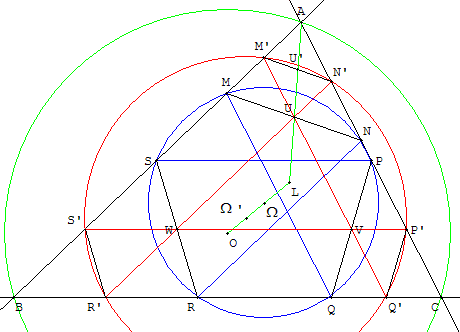 A
M' U' N'
M U N
S P
L
Ω' Ω
S' W O V P'
B R' R Q Q' C